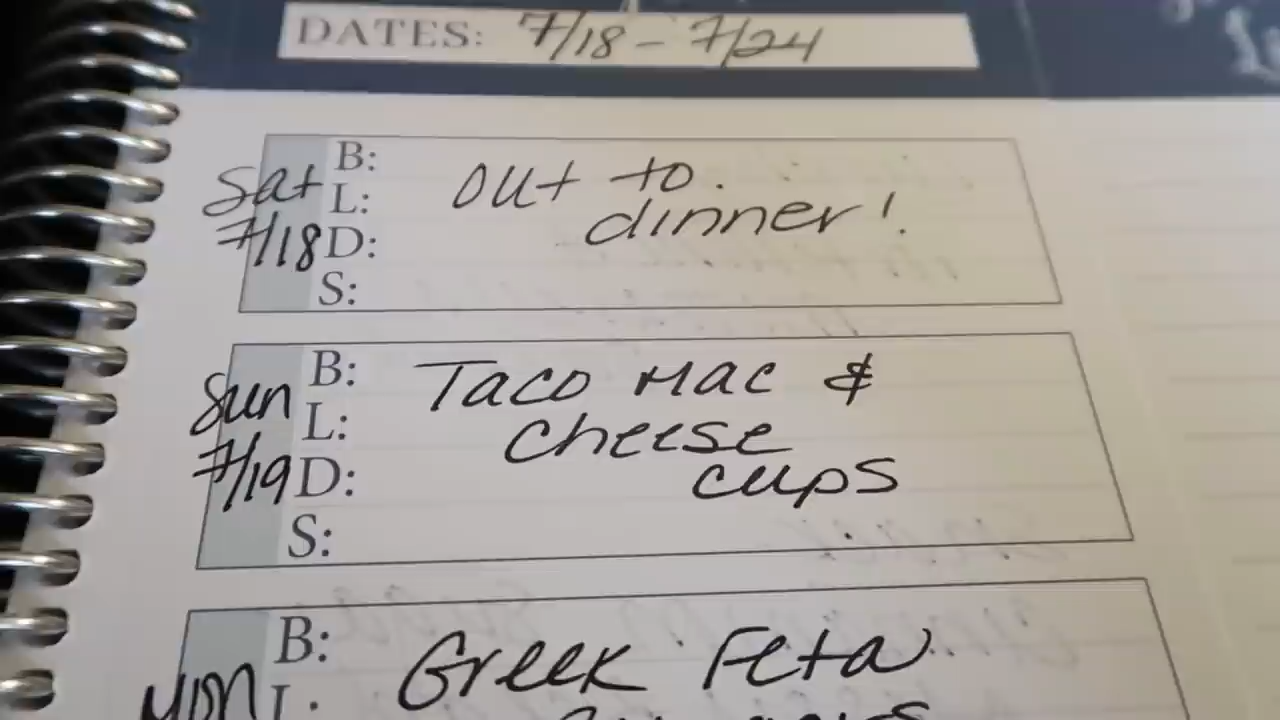 DATES: 7/18 - 7/24
Sat 7/18
B:
L:
D:
S:
out to
dinner!
Sun 7/19
B:
L:
D:
S:
Taco Mac &
cheese
cups
Mon
B:
L:
Greek Feta